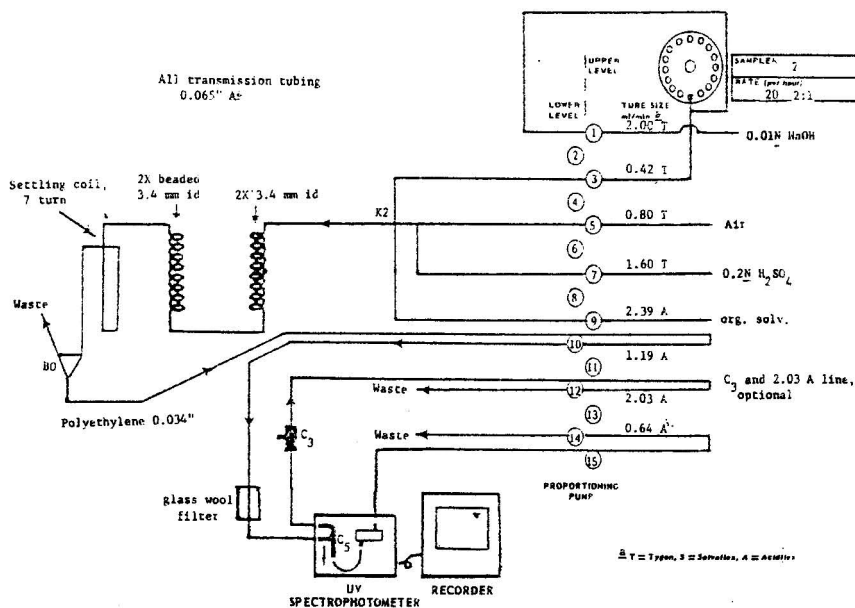 All transmission tubing
0.065" A
UPPER
LEVEL
LOWER
LEVEL
TUBE SIZE
ml/min a
SAMPLER 2
RATE (per hour)
20 2:1
1
2.00 T
0.01N NaOH
2
3
0.42 T
4
K2
5
0.80 T
Air
6
7
1.60 T
0.2N H2SO4
8
9
2.39 A
org. solv.
10
11
1.19 A
12
Waste
C3 and 2.03 A line,
optional
13
2.03 A
14
Waste
0.64 A
15
PROPORTIONING
PUMP
Settling coil,
7 turn
2X beaded
3.4 mm id
2X 3.4 mm id
Waste
BO
Polyethylene 0.034"
C3
glass wool
filter
C5
UV
SPECTROPHOTOMETER
RECORDER
a T = Tygon, S = Solvaflex, A = Acidflex